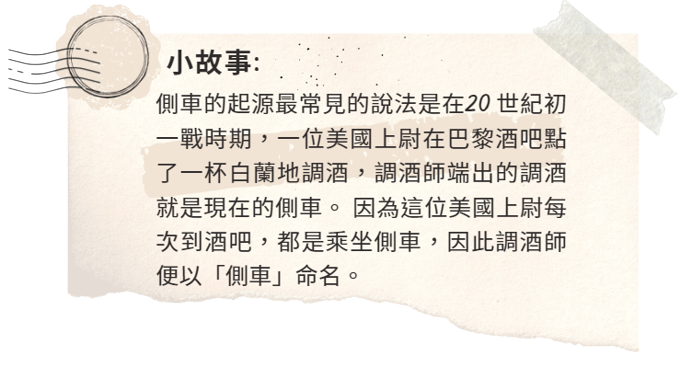 小故事:
側車的起源最常見的說法是在20 世紀初
一戰時期，一位美國上尉在巴黎酒吧點
了一杯白蘭地調酒，調酒師端出的調酒
就是現在的側車。 因為這位美國上尉每
次到酒吧，都是乘坐側車，因此調酒師
便以「側車」命名。